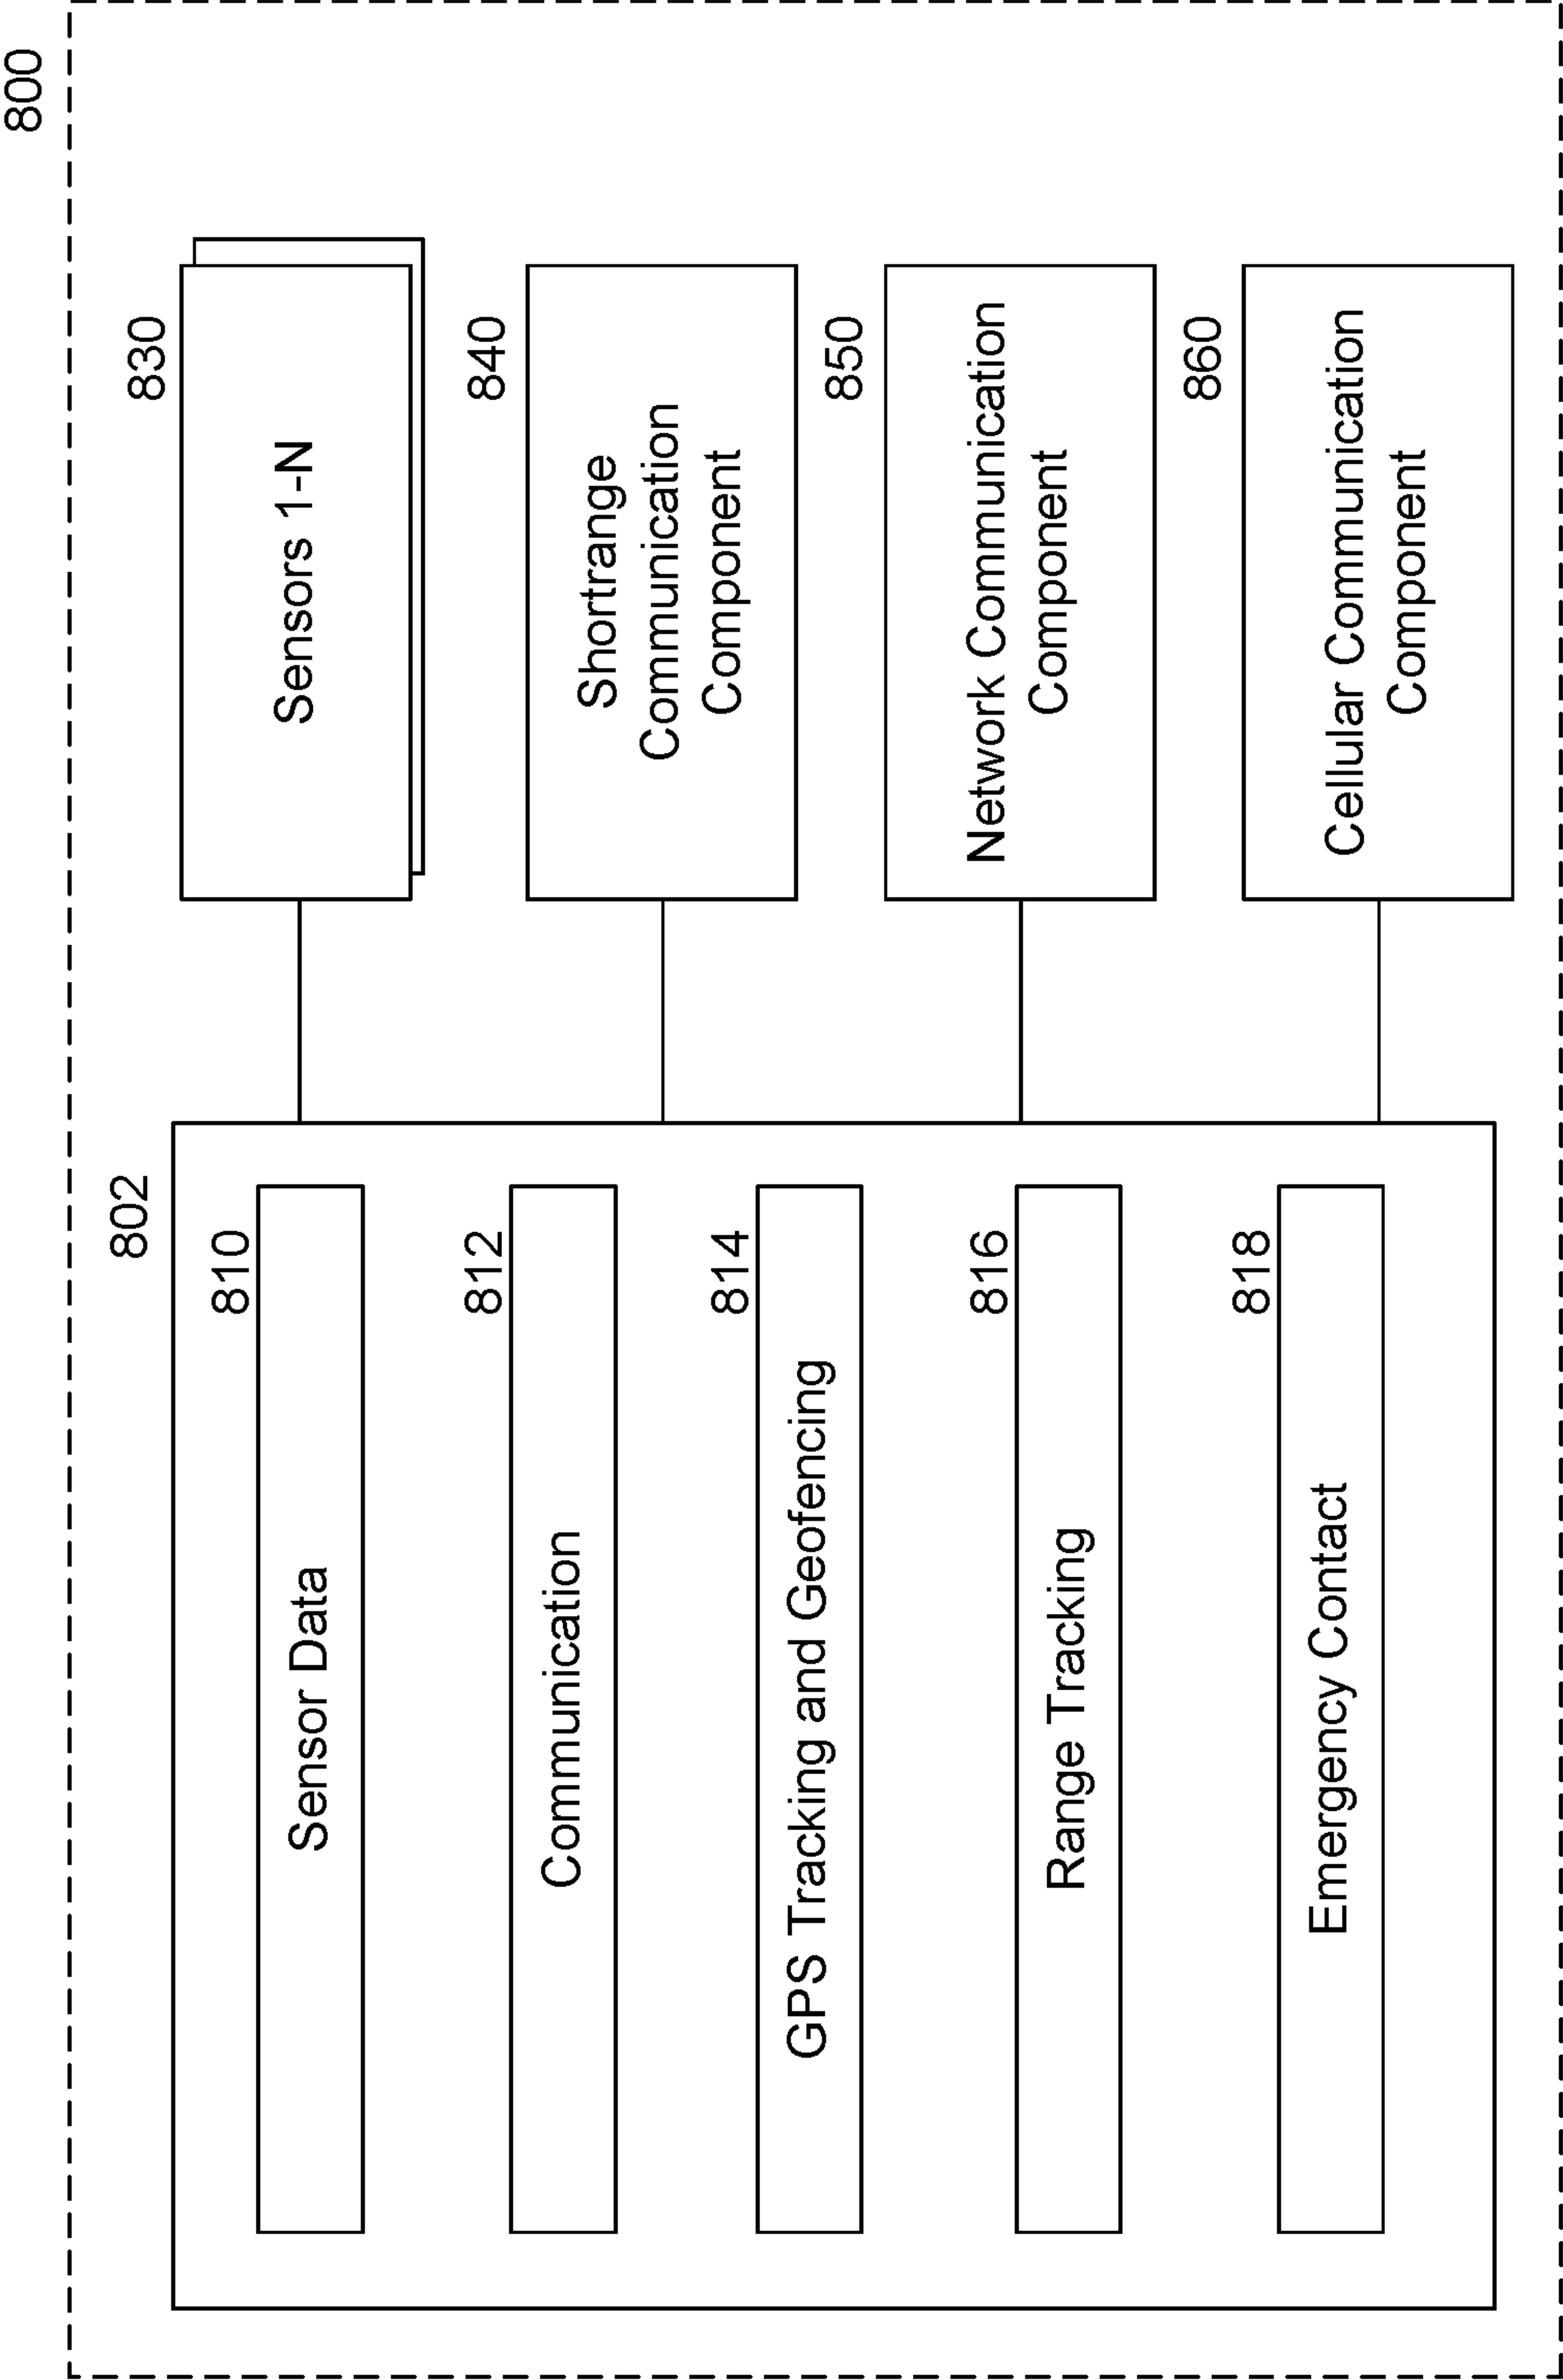 800
802
810
Sensor Data
812
Communication
814
GPS Tracking and Geofencing
816
Range Tracking
818
Emergency Contact
830
Sensors 1-N
840
Shortrange
Communication
Component
850
Network Communication
Component
860
Cellular Communication
Component